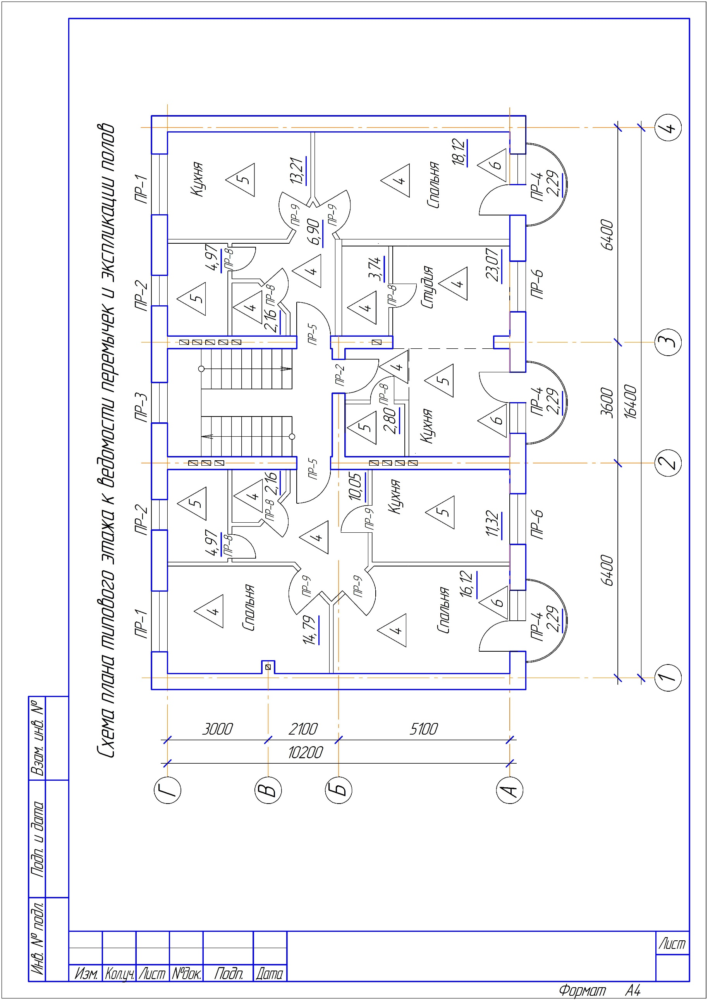 Схема плана типового этажа к ведомости перемычек и экспликации полов
ПР-1
ПР-2
ПР-3
ПР-2
ПР-1
Спальня
4
14,79
5
4,97
ПР-8
4
2,16
ПР-8
ПР-9
4
ПР-5
10,05
ПР-9
ПР-9
Спальня
4
16,12
6
Кухня
5
11,32
5
2,80
ПР-8
4
ПР-2
Кухня
5
6
ПР-5
5
4,97
ПР-8
4
2,16
ПР-8
4
6,90
ПР-9
ПР-9
Кухня
5
13,21
4
3,74
ПР-8
Студия
4
23,07
4
Спальня
18,12
6
ПР-4
2,29
ПР-6
ПР-4
2,29
ПР-6
ПР-4
2,29
6400
3600
6400
16400
1
2
3
4
3000
2100
5100
10200
Г
В
Б
А
Взам. инв. №
Подп. и дата
Инв. № подл.
Изм.
Кол.уч.
Лист
№док.
Подп.
Дата
Лист
Формат А4